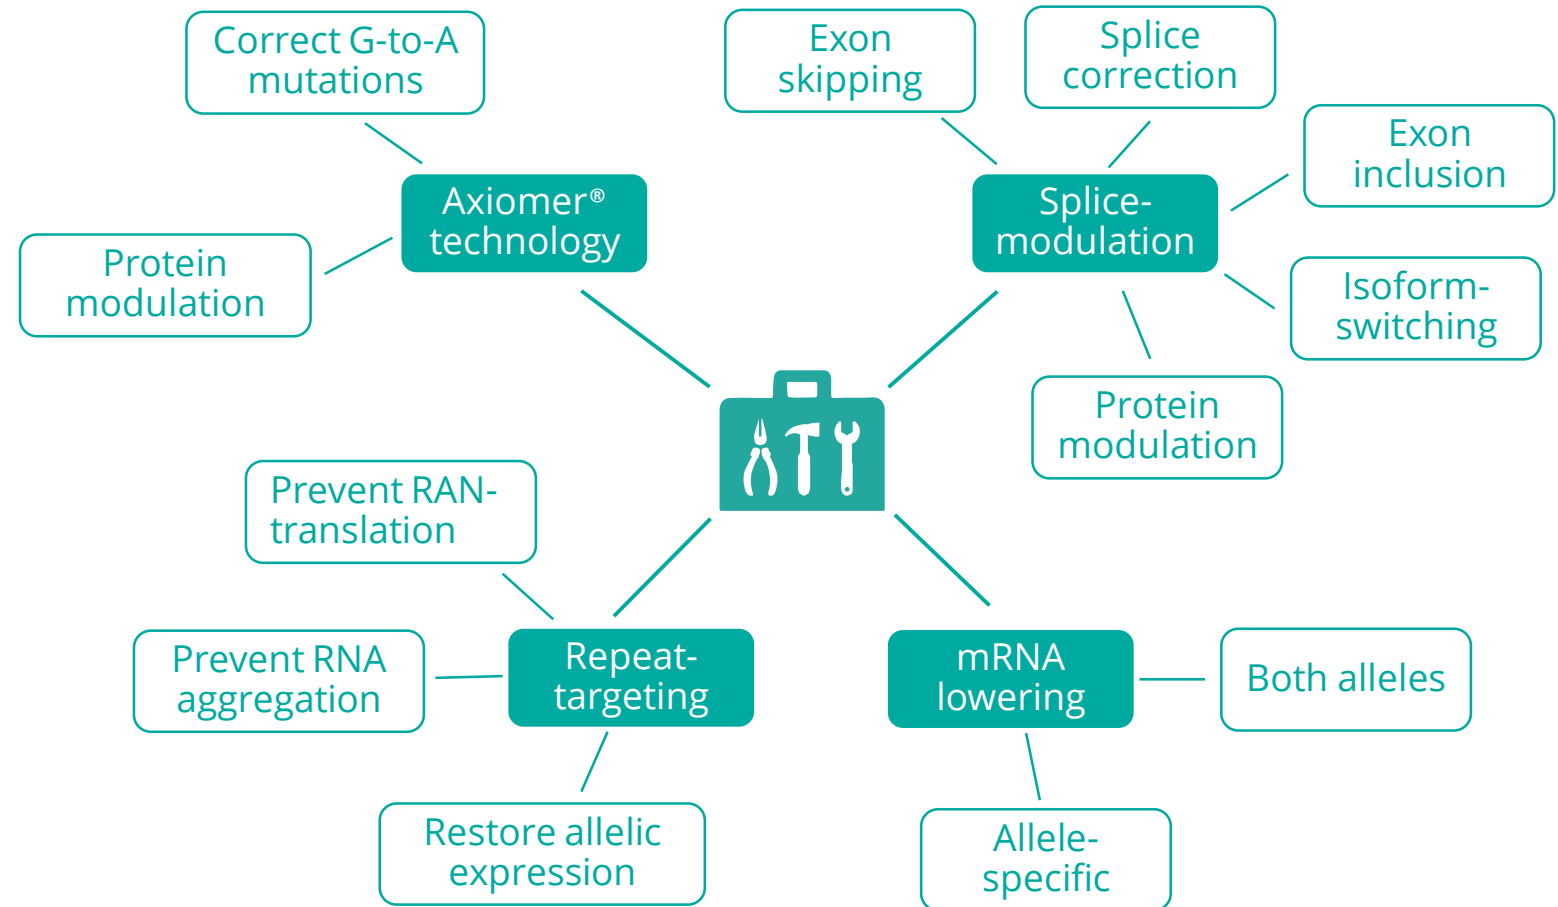 Correct G-to-A
mutations
Axiomer®
technology
Protein
modulation
Exon
skipping
Splice
correction
Exon
inclusion
Splice-
modulation
Isoform-
switching
Protein
modulation
Prevent RAN-
translation
Prevent RNA
aggregation
Repeat-
targeting
Restore allelic
expression
mRNA
lowering
Both alleles
Allele-
specific